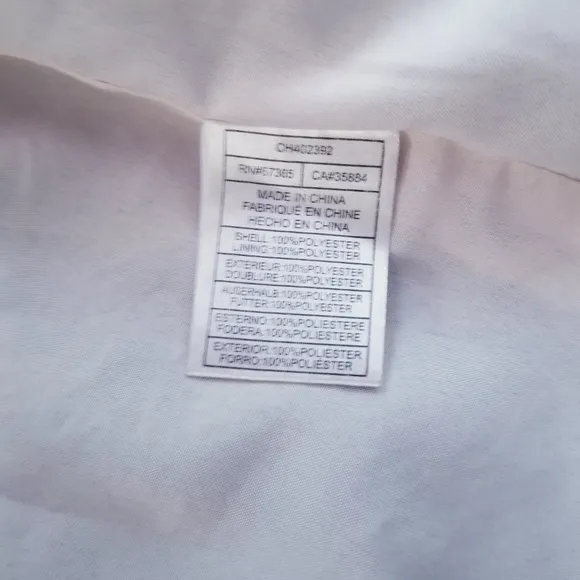 CH402392
RN#67365 CA#35884
MADE IN CHINA
FABRIQUÉ EN CHINE
HECHO EN CHINA
SHELL:100%POLYESTER
LINING:100%POLYESTER
EXTERIEUR:100%POLYESTER
DOUBLURE:100%POLYESTER
AUDERHALB:100%POLYESTER
FUTTER:100%POLYESTER
ESTERNO:100%POLIESTERE
FODERA:100%POLIESTERE
EXTERIOR:100%POLIÉSTER
FORRO:100%POLIÉSTER